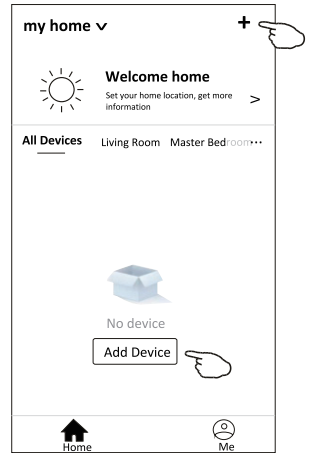 my home
+
Welcome home
Set your home location, get more
information
>
All Devices Living Room Master Bedroom...
No device
Add Device
Home Me